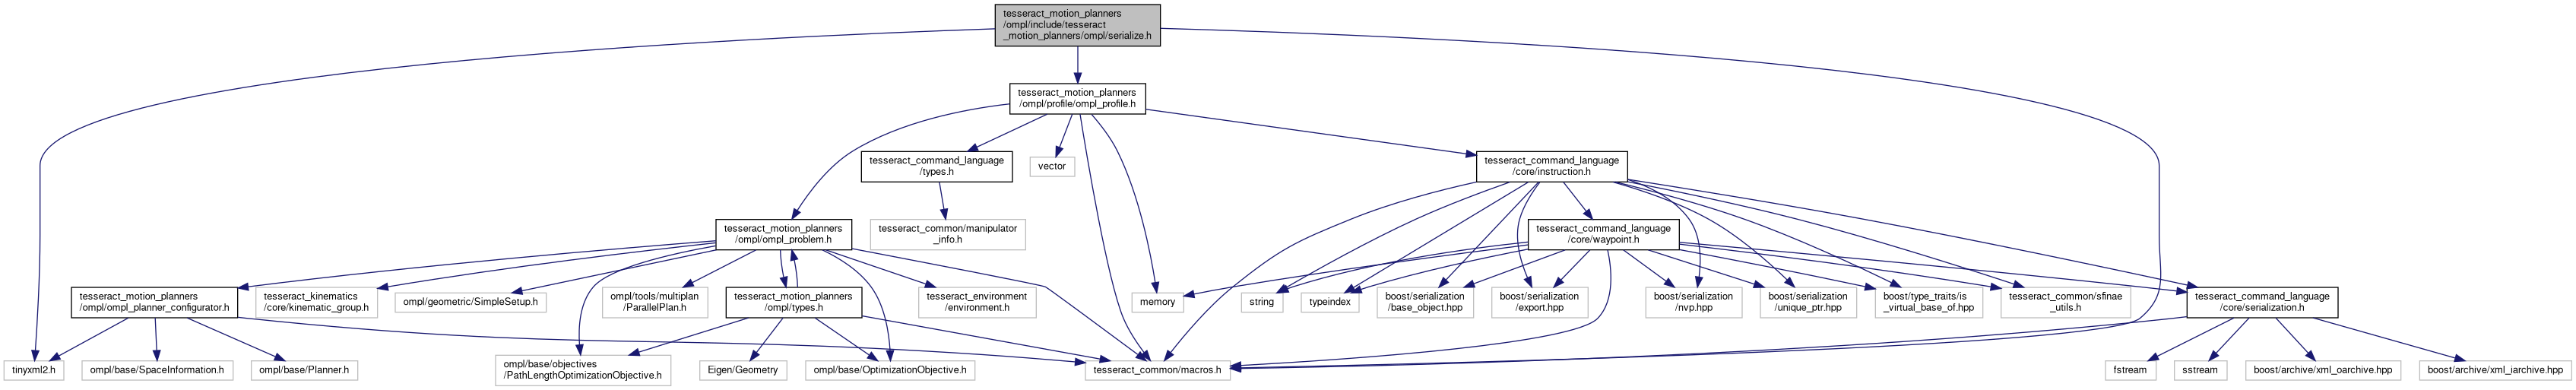 tesseract_motion_planners
/ompl/include/tesseract
_motion_planners/ompl/serialize.h
tesseract_motion_planners
/ompl/profile/ompl_profile.h
tesseract_command_language
/types.h
vector
tesseract_command_language
/core/instruction.h
tesseract_motion_planners
/ompl/ompl_problem.h
tesseract_common/manipulator
_info.h
tesseract_command_language
/core/waypoint.h
tesseract_motion_planners
/ompl/ompl_planner_configurator.h
tesseract_kinematics
/core/kinematic_group.h
ompl/geometric/SimpleSetup.h
ompl/tools/multiplan
/ParallelPlan.h
tesseract_motion_planners
/ompl/types.h
tesseract_environment
/environment.h
memory
string
typeindex
boost/serialization
/base_object.hpp
boost/serialization
/export.hpp
boost/serialization
/nvp.hpp
boost/serialization
/unique_ptr.hpp
boost/type_traits/is
_virtual_base_of.hpp
tesseract_common/sfinae
_utils.h
tesseract_command_language
/core/serialization.h
tinyxml2.h
ompl/base/SpaceInformation.h
ompl/base/Planner.h
ompl/base/objectives
/PathLengthOptimizationObjective.h
Eigen/Geometry
ompl/base/OptimizationObjective.h
tesseract_common/macros.h
fstream
sstream
boost/archive/xml_oarchive.hpp
boost/archive/xml_iarchive.hpp